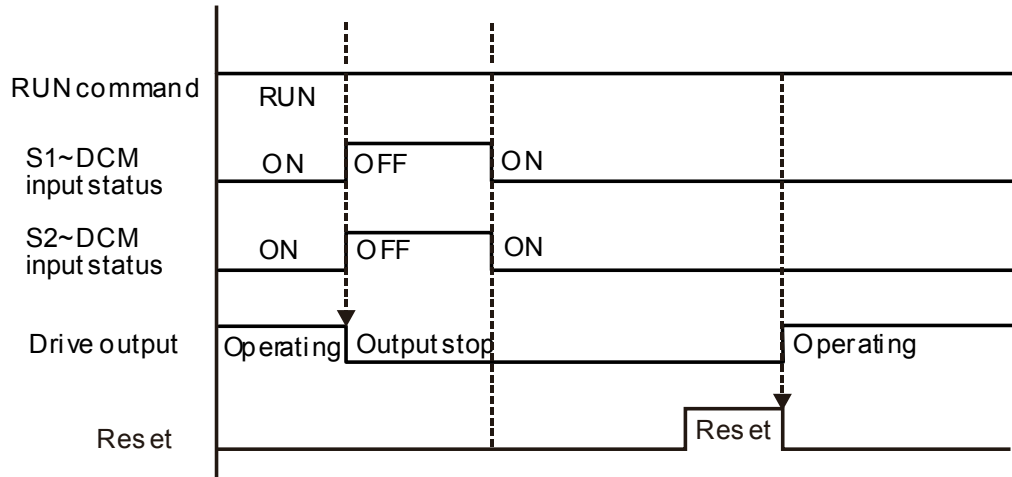 RUN command
RUN
S1~DCM
input status
ON
OFF
ON
S2~DCM
input status
ON
OFF
ON
Drive output
Operating
Output stop
Operating
Reset
Reset